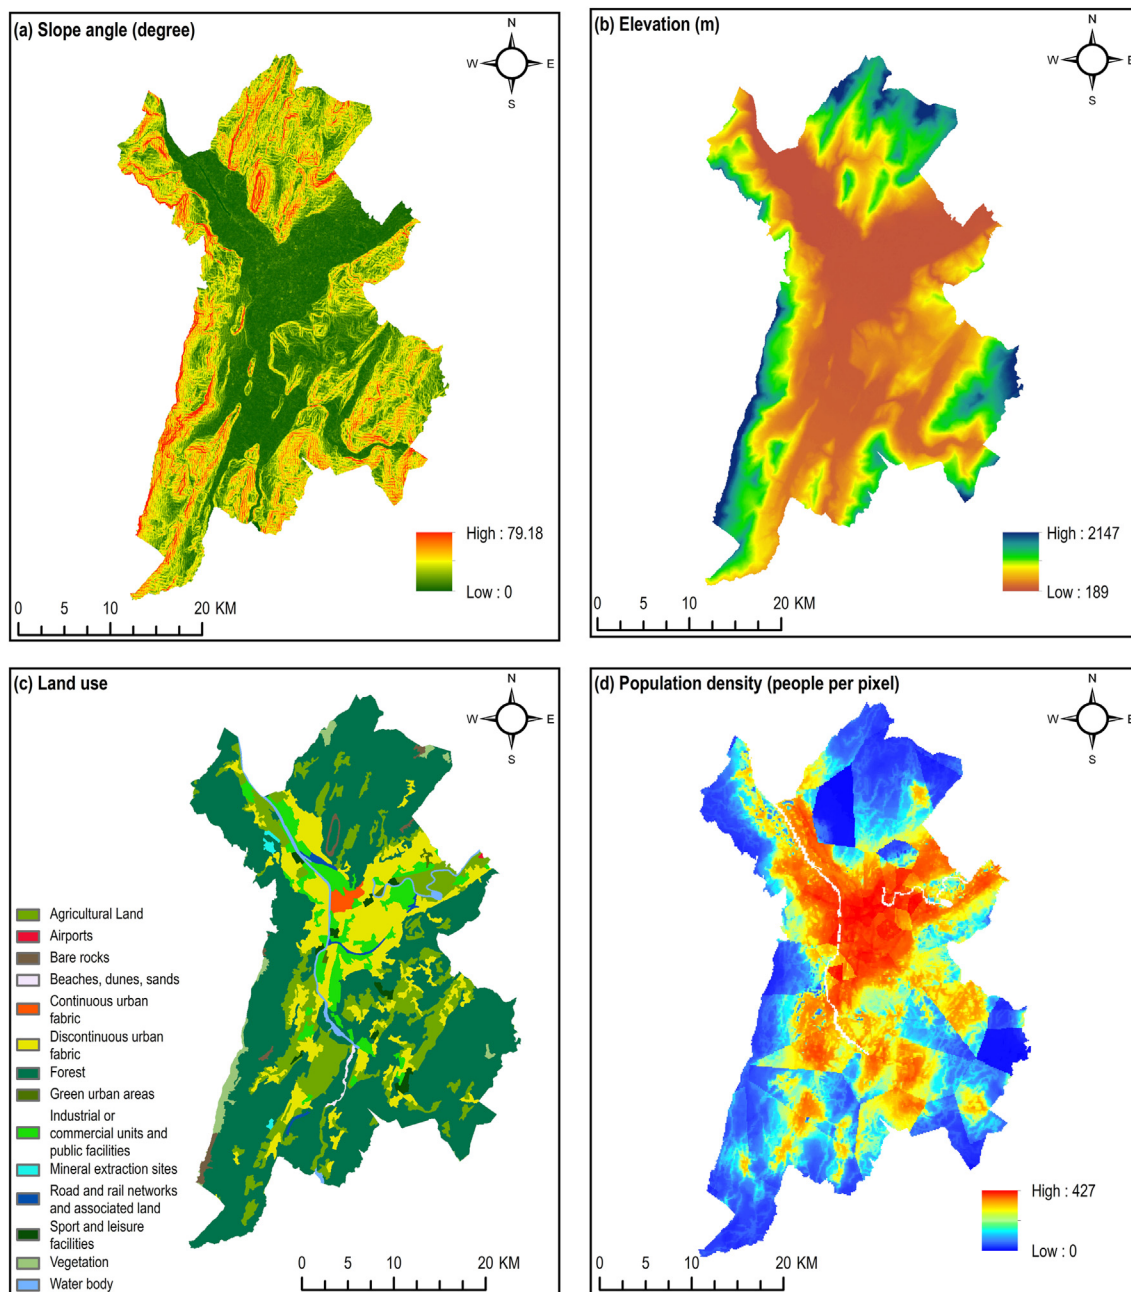 (a) Slope angle (degree)
N
W
E
S
High : 79.18
Low : 0
0 5 10 20 KM
(b) Elevation (m)
N
W
E
S
High : 2147
Low : 189
0 5 10 20 KM
(c) Land use
N
W
E
S
Agricultural Land
Airports
Bare rocks
Beaches, dunes, sands
Continuous urban
fabric
Discontinuous urban
fabric
Forest
Green urban areas
Industrial or
commercial units and
public facilities
Mineral extraction sites
Road and rail networks
and associated land
Sport and leisure
facilities
Vegetation
Water body
0 5 10 20 KM
(d) Population density (people per pixel)
N
W
E
S
High : 427
Low : 0
0 5 10 20 KM